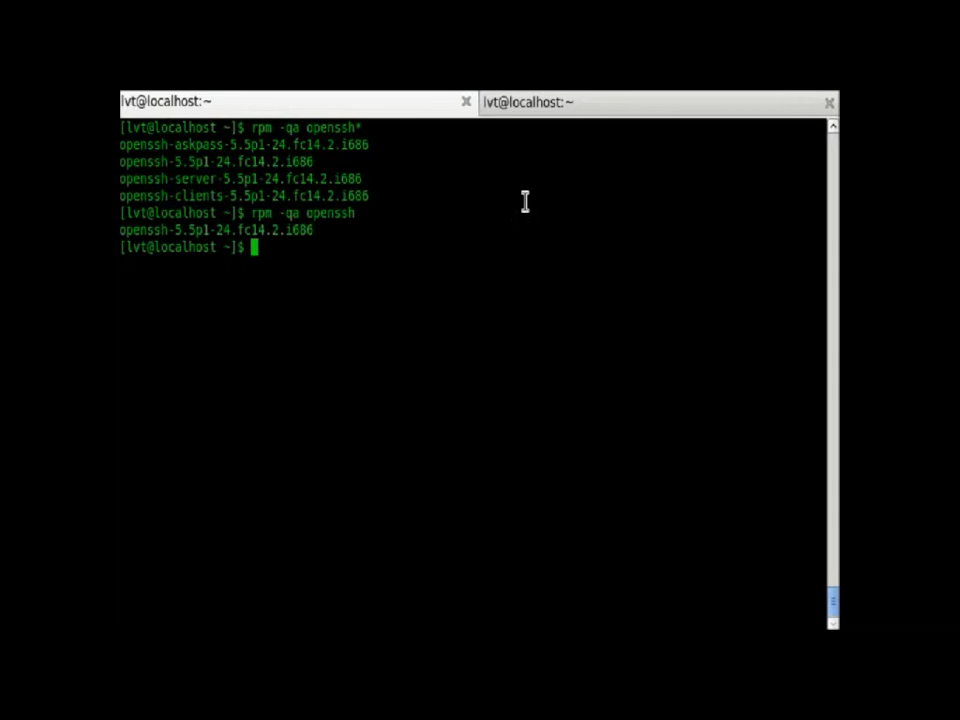 lvt@localhost:~
lvt@localhost:~
[lvt@localhost ~]$ rpm -qa openssh*
openssh-askpass-5.5p1-24.fc14.2.i686
openssh-5.5p1-24.fc14.2.i686
openssh-server-5.5p1-24.fc14.2.i686
openssh-clients-5.5p1-24.fc14.2.i686
[lvt@localhost ~]$ rpm -qa openssh
openssh-5.5p1-24.fc14.2.i686
[lvt@localhost ~]$